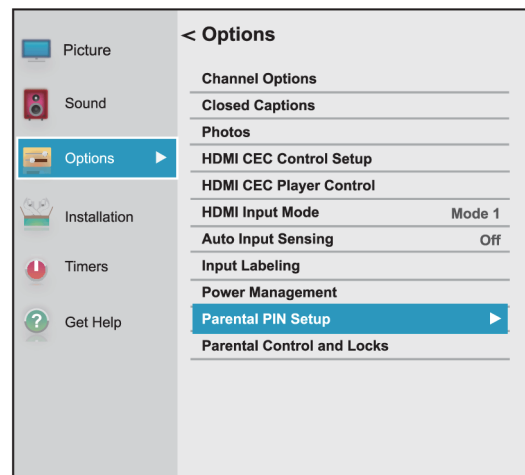 Picture
Sound
Options
Installation
Timers
Get Help
< Options
Channel Options
Closed Captions
Photos
HDMI CEC Control Setup
HDMI CEC Player Control
HDMI Input Mode Mode 1
Auto Input Sensing Off
Input Labeling
Power Management
Parental PIN Setup
Parental Control and Locks